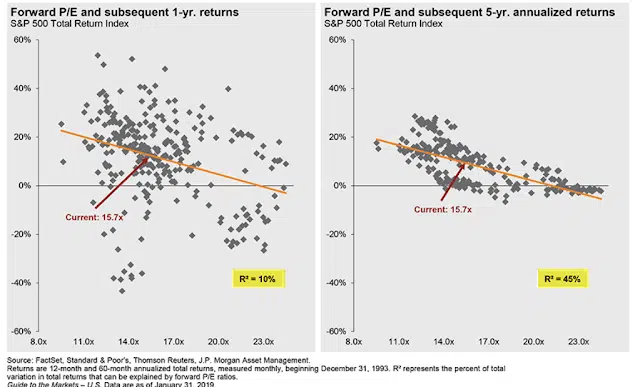 Forward P/E and subsequent 1-yr. returns
S&P 500 Total Return Index
60%
40%
20%
0%
-20%
-40%
-60%
Current: 15.7x
R² = 10%
8.0x 11.0x 14.0x 17.0x 20.0x 23.0x
Forward P/E and subsequent 5-yr. annualized returns
S&P 500 Total Return Index
60%
40%
20%
0%
-20%
-40%
-60%
Current: 15.7x
R² = 45%
8.0x 11.0x 14.0x 17.0x 20.0x 23.0x
Source: FactSet, Standard & Poor's, Thomson Reuters, J.P. Morgan Asset Management.
Returns are 12-month and 60-month annualized total returns, measured monthly, beginning December 31, 1993. R² represents the percent of total
variation in total returns that can be explained by forward P/E ratios.
Guide to the Markets – U.S. Data are as of January 31, 2019.